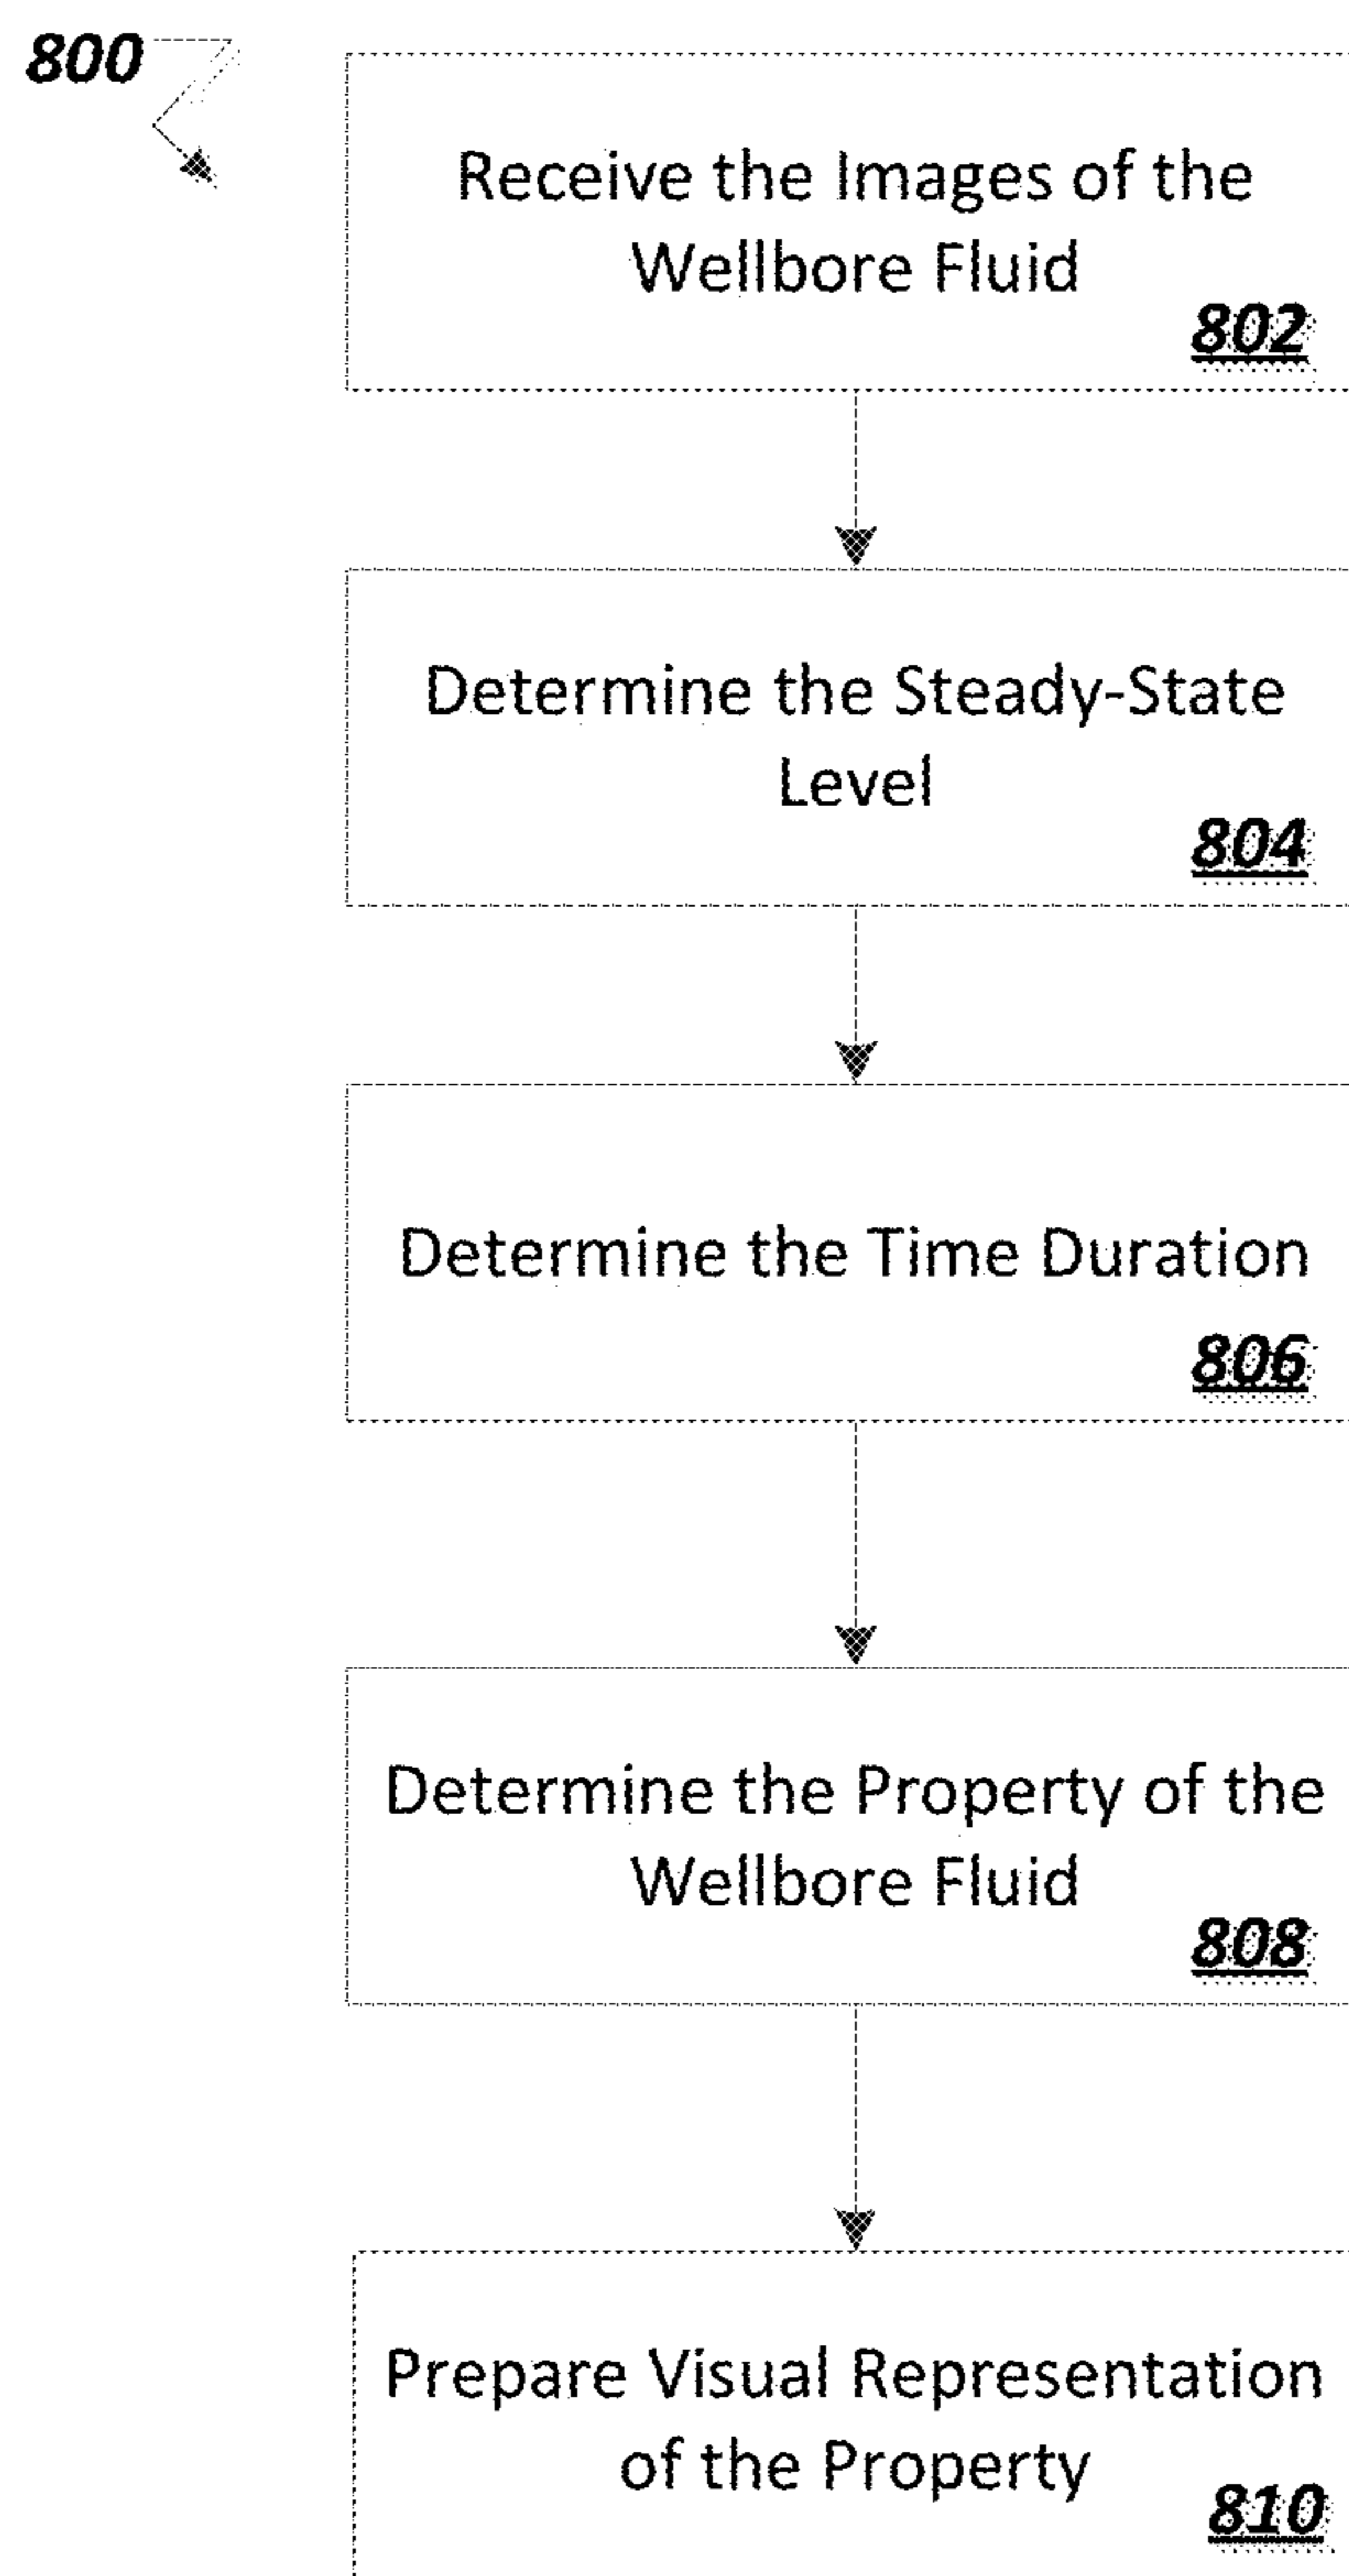 800
Receive the Images of the
Wellbore Fluid
802
Determine the Steady-State
Level
804
Determine the Time Duration
806
Determine the Property of the
Wellbore Fluid
808
Prepare Visual Representation
of the Property
810